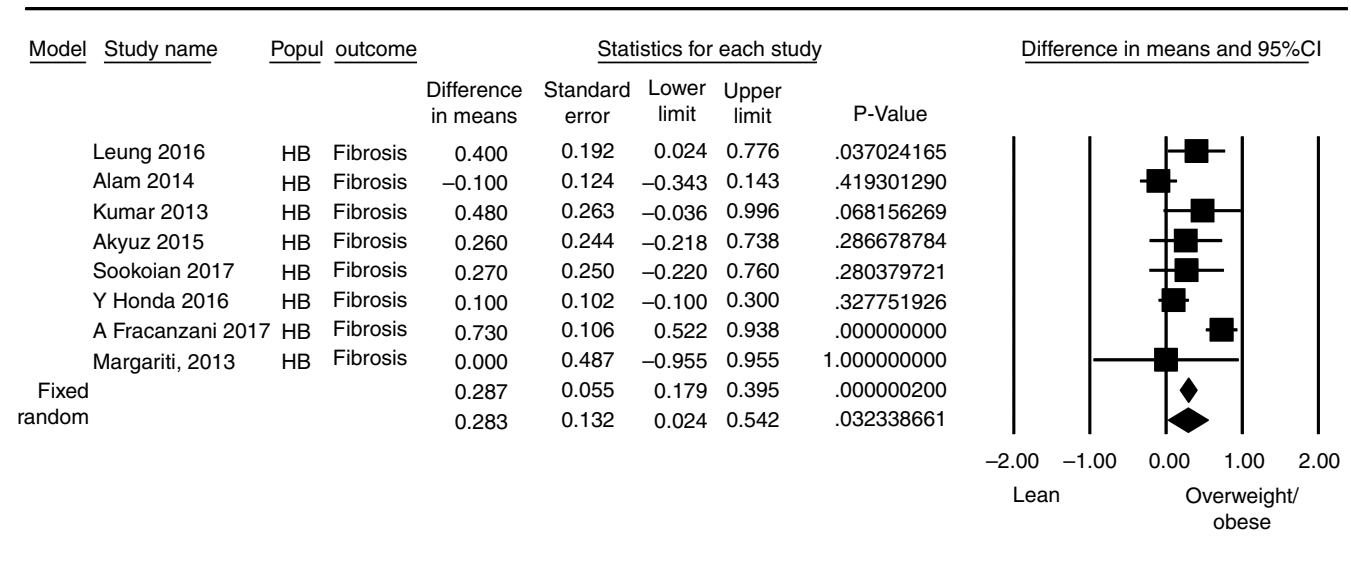 Model Study name Popul outcome Statistics for each study Difference in means and 95%CI
Difference in means Standard error Lower limit Upper limit P-Value
Leung 2016 HB Fibrosis 0.400 0.192 0.024 0.776 .037024165
Alam 2014 HB Fibrosis −0.100 0.124 −0.343 0.143 .419301290
Kumar 2013 HB Fibrosis 0.480 0.263 −0.036 0.996 .068156269
Akyuz 2015 HB Fibrosis 0.260 0.244 −0.218 0.738 .286678784
Sookoian 2017 HB Fibrosis 0.270 0.250 −0.220 0.760 .280379721
Y Honda 2016 HB Fibrosis 0.100 0.102 −0.100 0.300 .327751926
A Fracanzani 2017 HB Fibrosis 0.730 0.106 0.522 0.938 .000000000
Margariti, 2013 HB Fibrosis 0.000 0.487 −0.955 0.955 1.000000000
Fixed 0.287 0.055 0.179 0.395 .000000200
random 0.283 0.132 0.024 0.542 .032338661
−2.00 −1.00 0.00 1.00 2.00
Lean Overweight/
obese